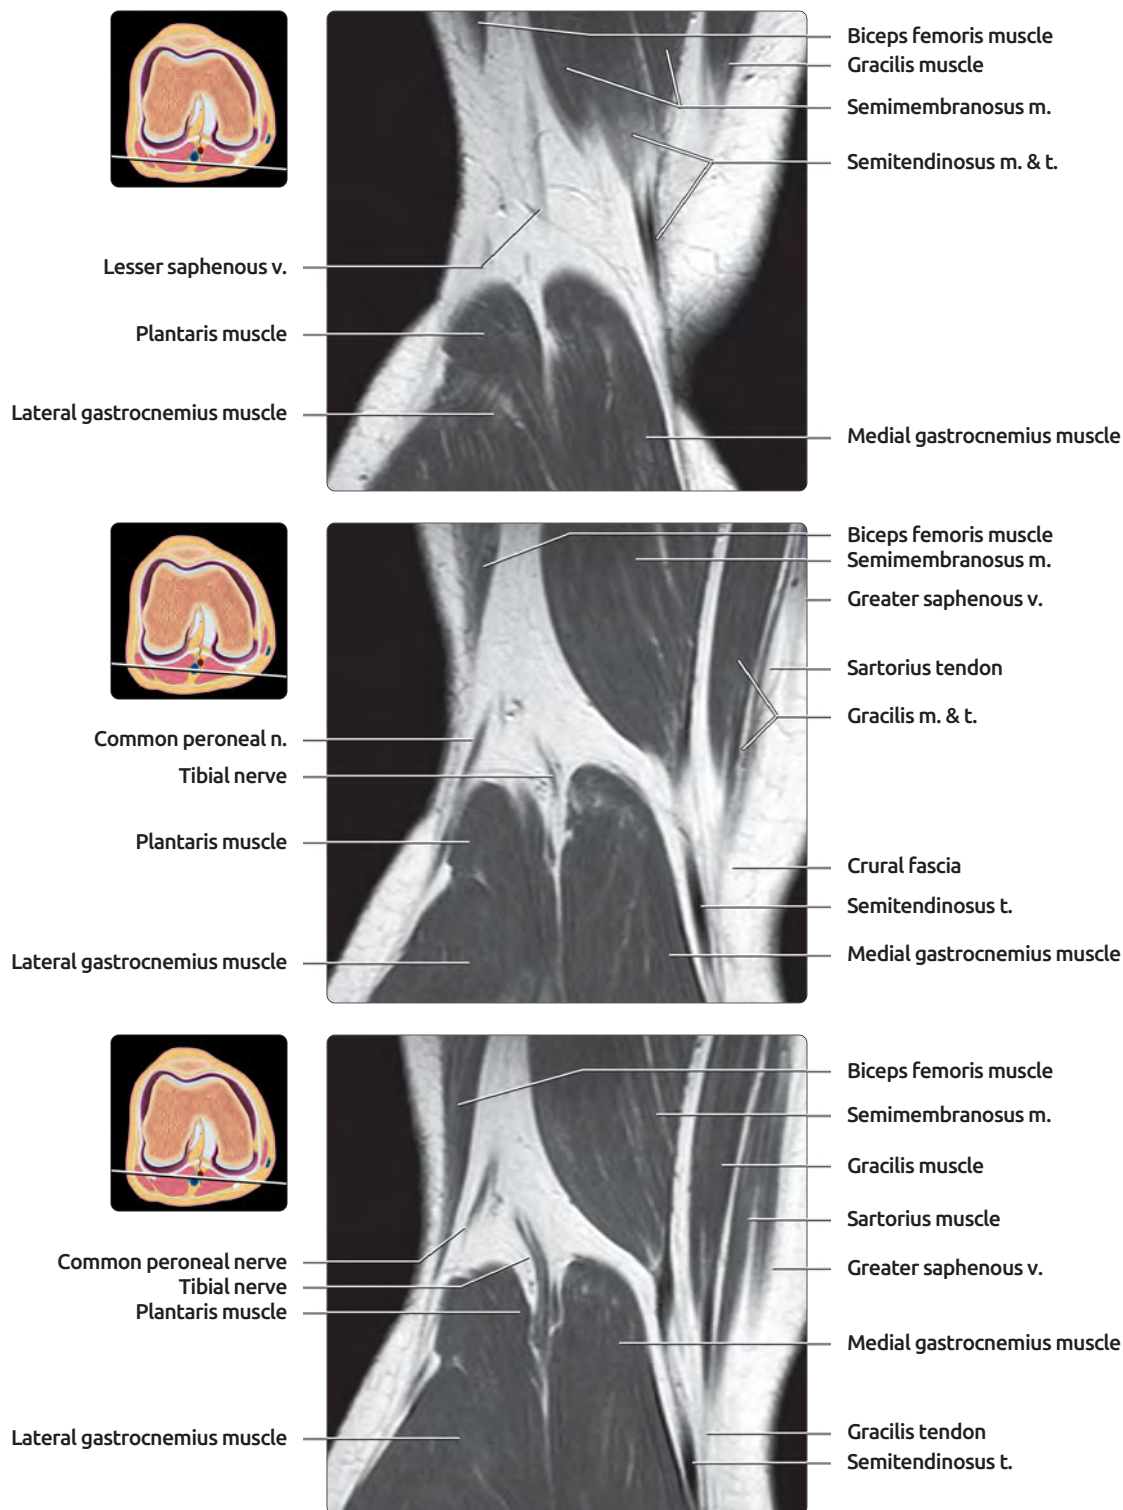 Biceps femoris muscle
Gracilis muscle
Semimembranosus m.
Semitendinosus m. & t.
Lesser saphenous v.
Plantaris muscle
Lateral gastrocnemius muscle
Medial gastrocnemius muscle
Biceps femoris muscle
Semimembranosus m.
Greater saphenous v.
Sartorius tendon
Gracilis m. & t.
Common peroneal n.
Tibial nerve
Plantaris muscle
Crural fascia
Semitendinosus t.
Medial gastrocnemius muscle
Lateral gastrocnemius muscle
Biceps femoris muscle
Semimembranosus m.
Gracilis muscle
Sartorius muscle
Common peroneal nerve
Greater saphenous v.
Tibial nerve
Plantaris muscle
Medial gastrocnemius muscle
Gracilis tendon
Lateral gastrocnemius muscle
Semitendinosus t.